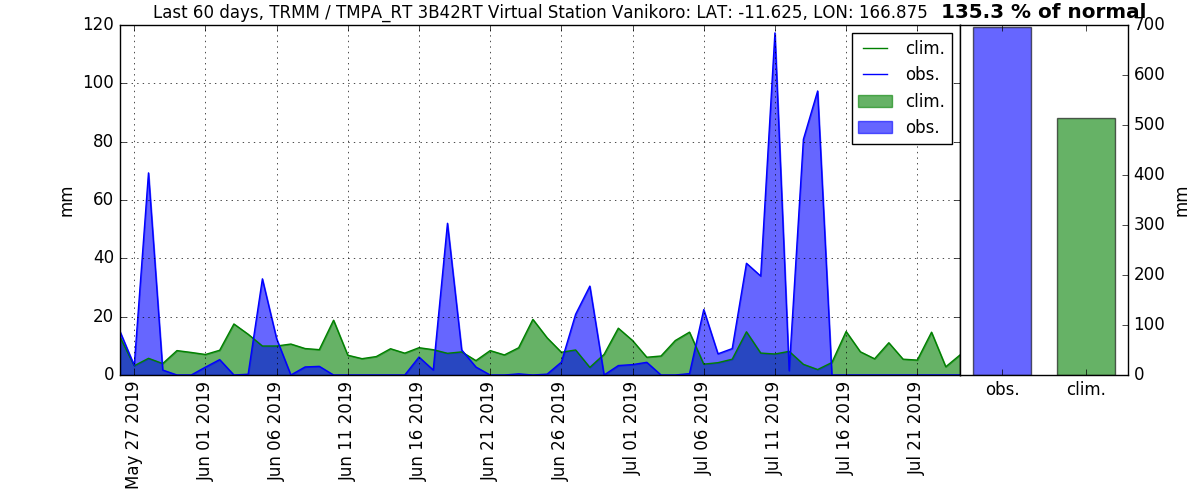 Last 60 days, TRMM / TMPA_RT 3B42RT Virtual Station Vanikoro: LAT: -11.625, LON: 166.875 135.3 % of normal
120
100
80
60
40
20
0
mm
clim.
obs.
clim.
obs.
May 27 2019
Jun 01 2019
Jun 06 2019
Jun 11 2019
Jun 16 2019
Jun 21 2019
Jun 26 2019
Jul 01 2019
Jul 06 2019
Jul 11 2019
Jul 16 2019
Jul 21 2019
700
600
500
400
300
200
100
0
mm
obs.
clim.